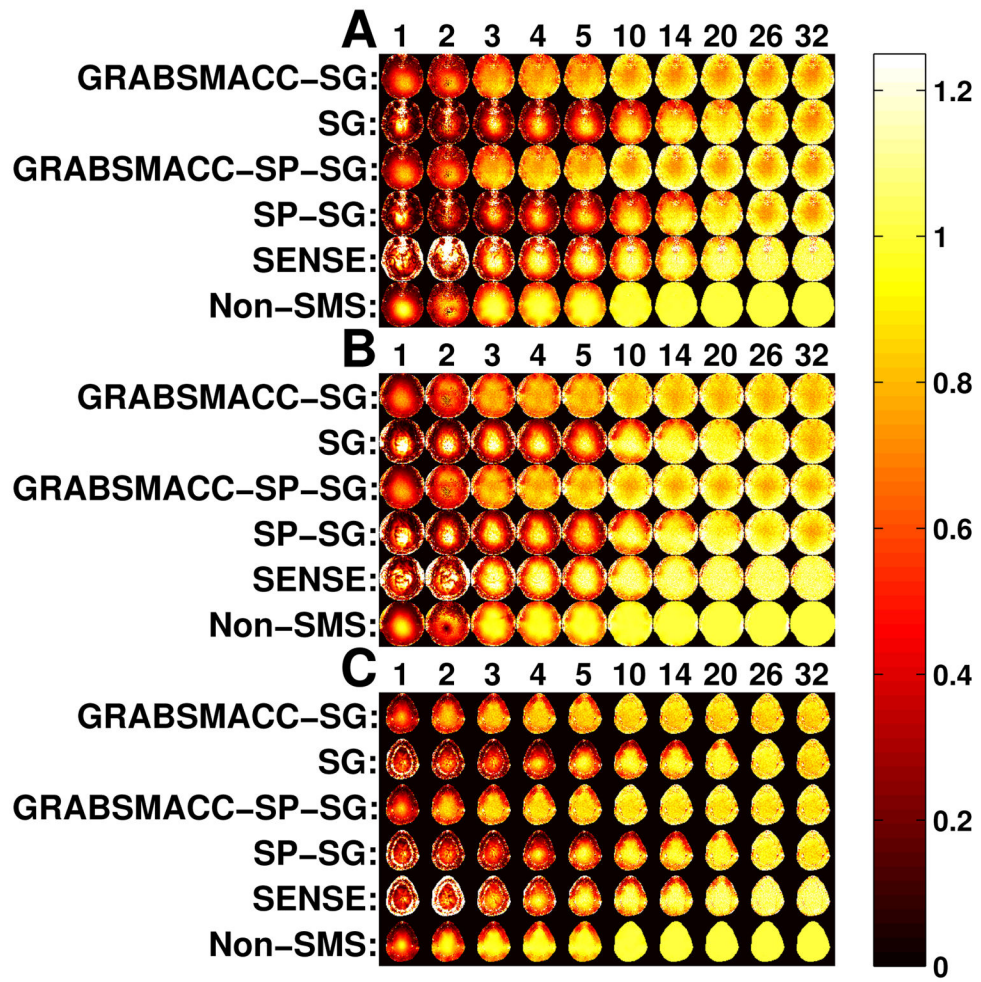 A 1 2 3 4 5 10 14 20 26 32
GRABSMACC-SG:
SG:
GRABSMACC-SP-SG:
SP-SG:
SENSE:
Non-SMS:
B 1 2 3 4 5 10 14 20 26 32
GRABSMACC-SG:
SG:
GRABSMACC-SP-SG:
SP-SG:
SENSE:
Non-SMS:
C 1 2 3 4 5 10 14 20 26 32
GRABSMACC-SG:
SG:
GRABSMACC-SP-SG:
SP-SG:
SENSE:
Non-SMS:
1.2
1
0.8
0.6
0.4
0.2
0